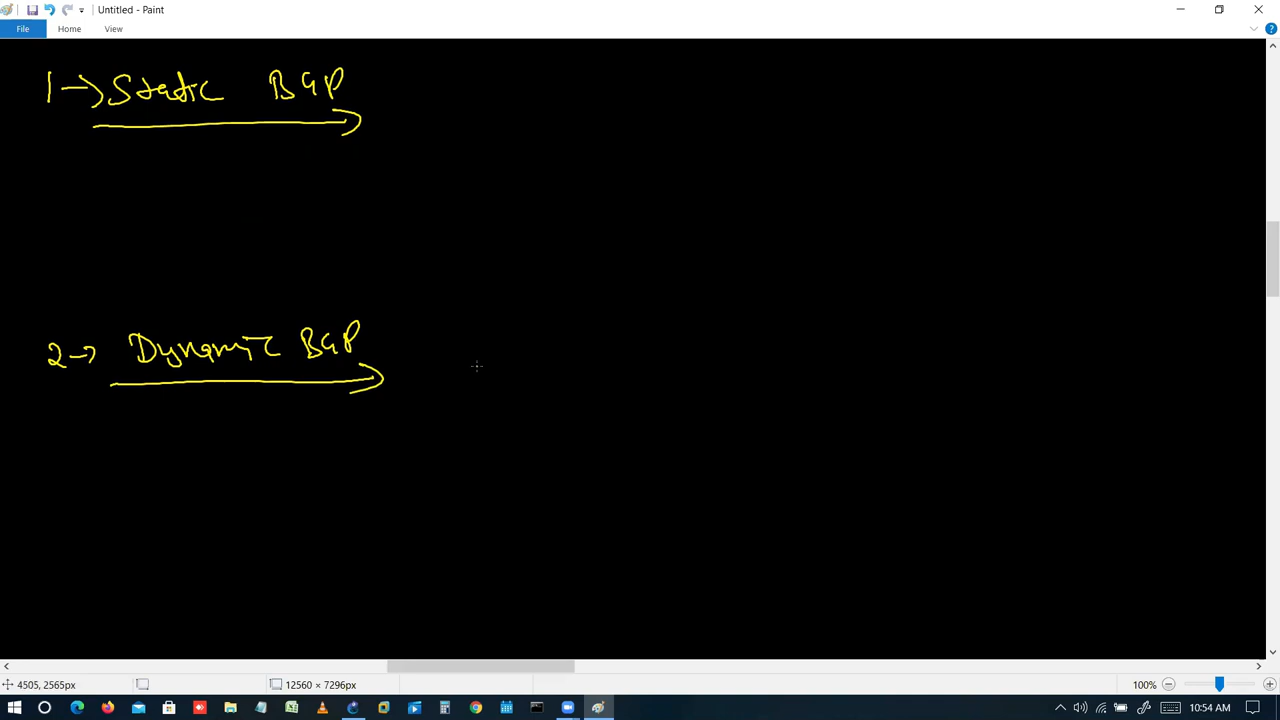 Untitled - Paint
File Home View
1 → Static BGP
2 → Dynamic BGP
4505, 2565px 12560 × 7296px 100%
10:54 AM